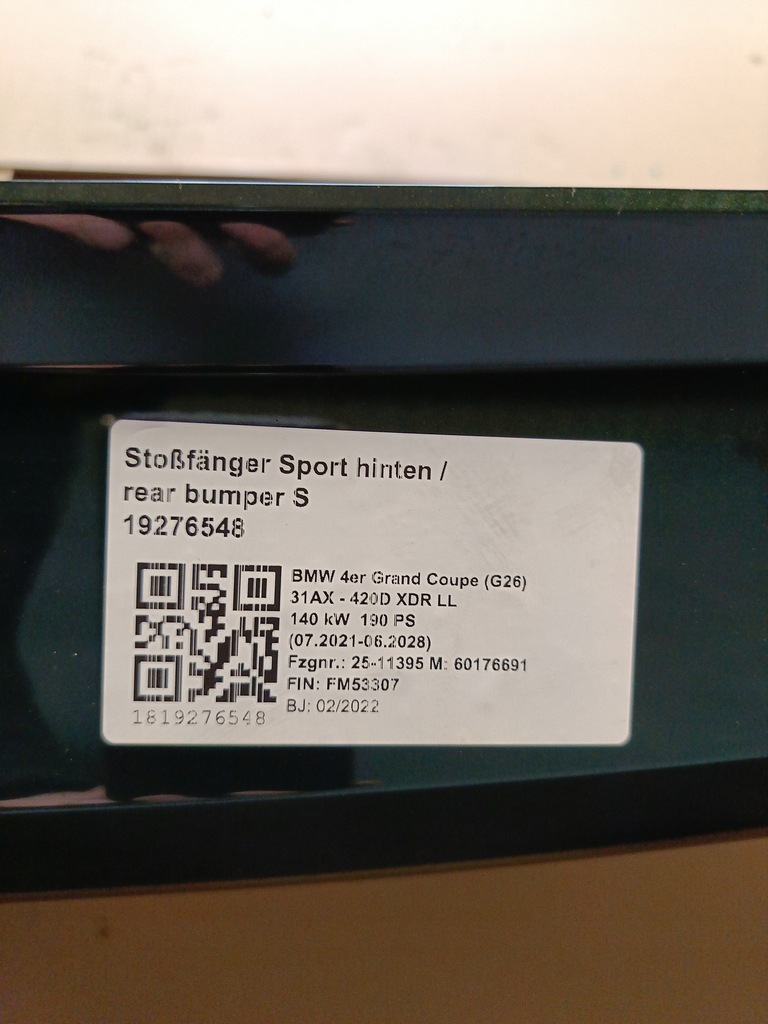 Stoßfänger Sport hinten /
rear bumper S
19276548
BMW 4er Grand Coupe (G26)
31AX - 420D XDR LL
140 kW 190 PS
(07.2021-06.2028)
Fzgnr.: 25-11395 M: 60176691
FIN: FM53307
BJ: 02/2022
1819276548